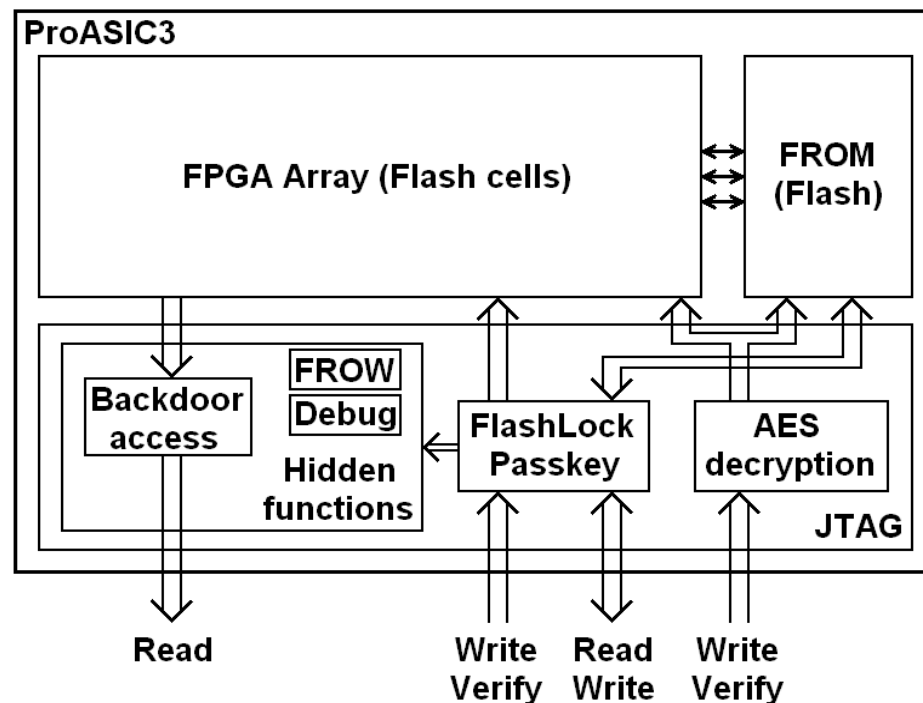 ProASIC3
FPGA Array (Flash cells)
FROM
(Flash)
Backdoor
access
FROW
Debug
Hidden
functions
FlashLock
Passkey
AES
decryption
JTAG
Read
Write
Verify
Read
Write
Write
Verify